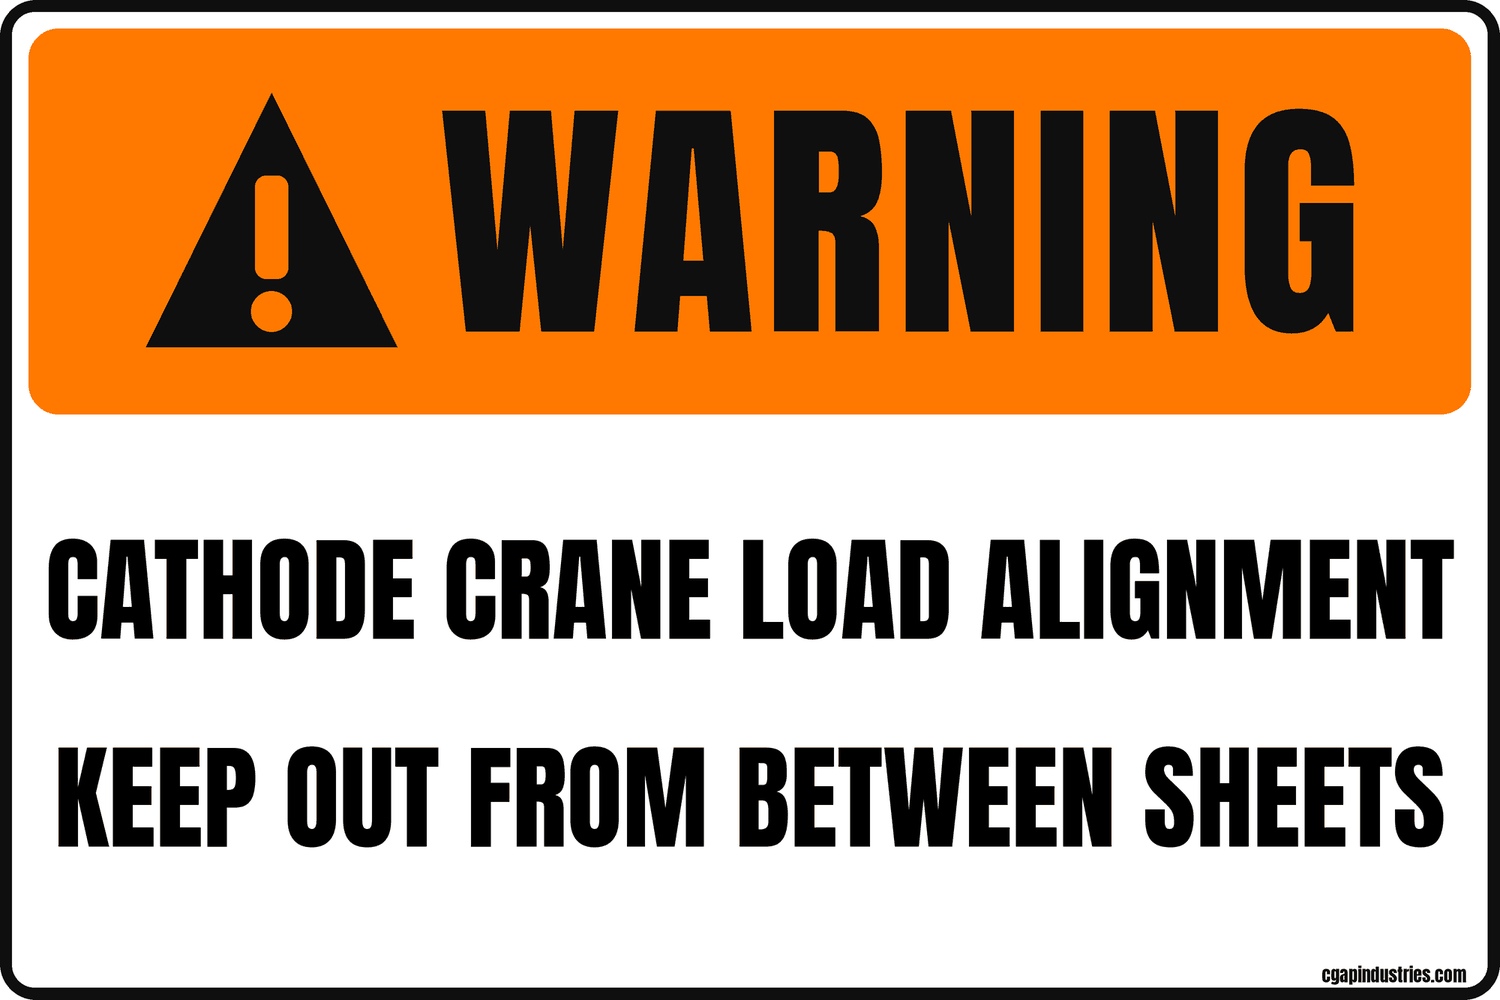 WARNING
CATHODE CRANE LOAD ALIGNMENT
KEEP OUT FROM BETWEEN SHEETS
cgapindustries.com